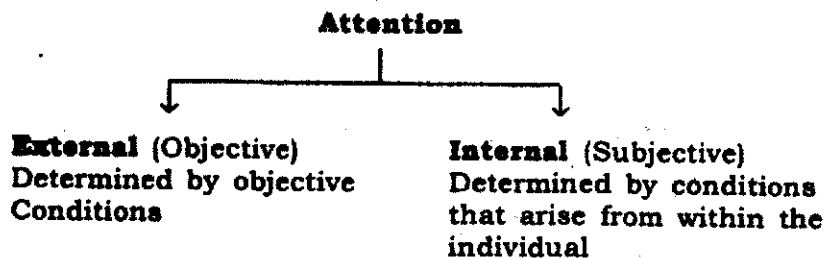 Attention
External (Objective)
Determined by objective
Conditions
Internal (Subjective)
Determined by conditions
that arise from within the
individual